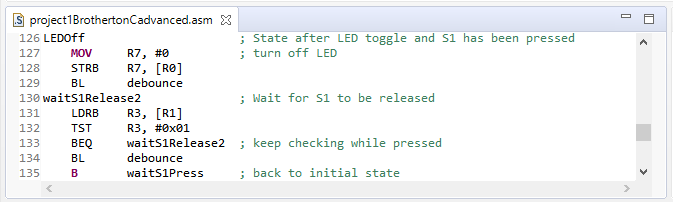 project1BrothertonCadvanced.asm
126 LEDOff ; State after LED toggle and S1 has been pressed
127 MOV R7, #0 ; turn off LED
128 STRB R7, [R0]
129 BL debounce
130 waitS1Release2 ; Wait for S1 to be released
131 LDRB R3, [R1]
132 TST R3, #0x01
133 BEQ waitS1Release2 ; keep checking while pressed
134 BL debounce
135 B waitS1Press ; back to initial state